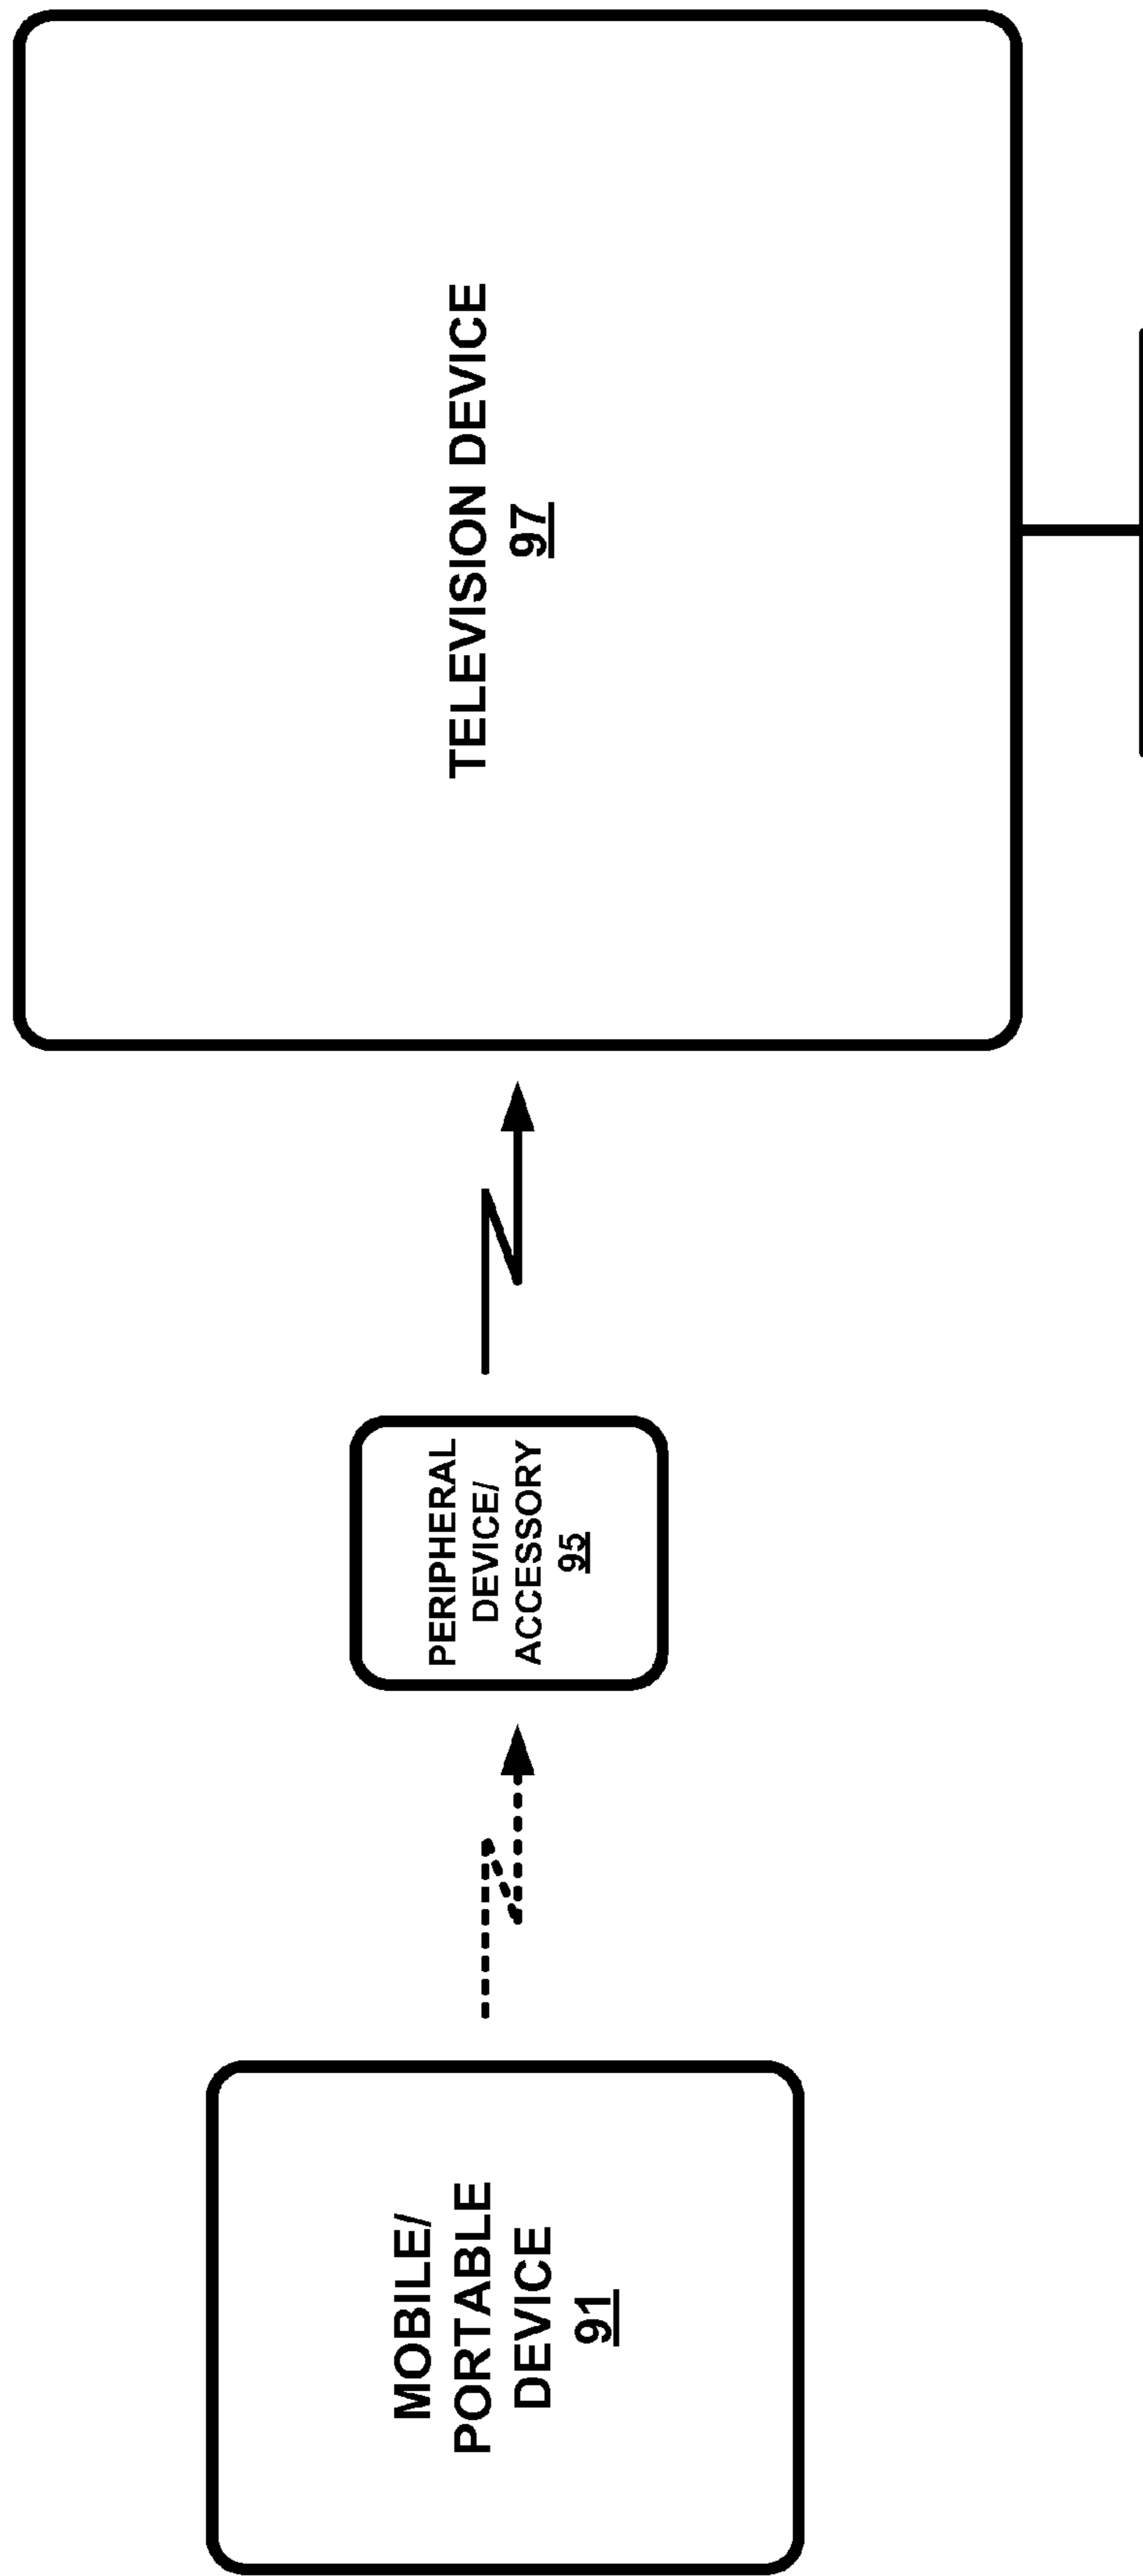 MOBILE/
PORTABLE
DEVICE
91
PERIPHERAL
DEVICE/
ACCESSORY
95
TELEVISION DEVICE
97